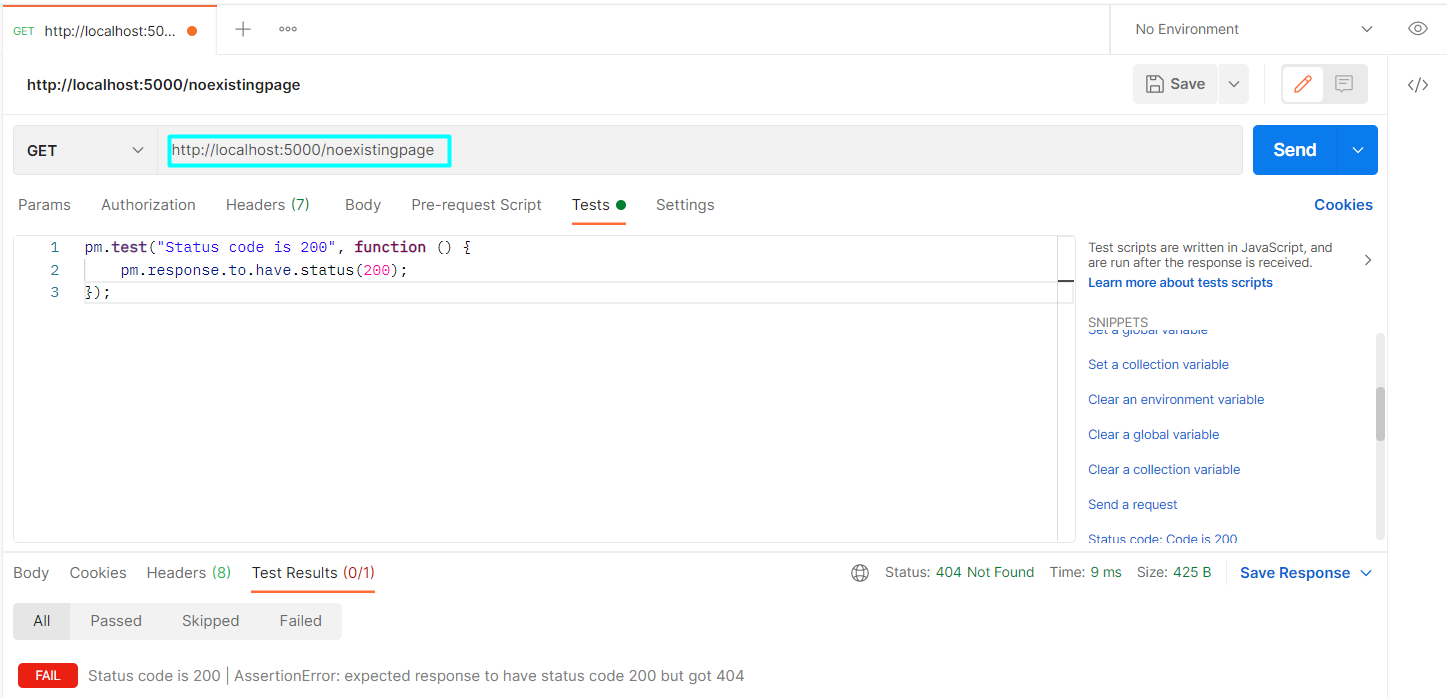 GET http://localhost:50...
No Environment
http://localhost:5000/noexistingpage
Save
GET
http://localhost:5000/noexistingpage
Send
Params Authorization Headers (7) Body Pre-request Script Tests Settings
Cookies
1 pm.test("Status code is 200", function () {
2 pm.response.to.have.status(200);
3 });
Test scripts are written in JavaScript, and
are run after the response is received.
Learn more about tests scripts
SNIPPETS
Set a global variable
Set a collection variable
Clear an environment variable
Clear a global variable
Clear a collection variable
Send a request
Status code: Code is 200
Body Cookies Headers (8) Test Results (0/1)
Status: 404 Not Found Time: 9 ms Size: 425 B Save Response
All Passed Skipped Failed
FAIL Status code is 200 | AssertionError: expected response to have status code 200 but got 404